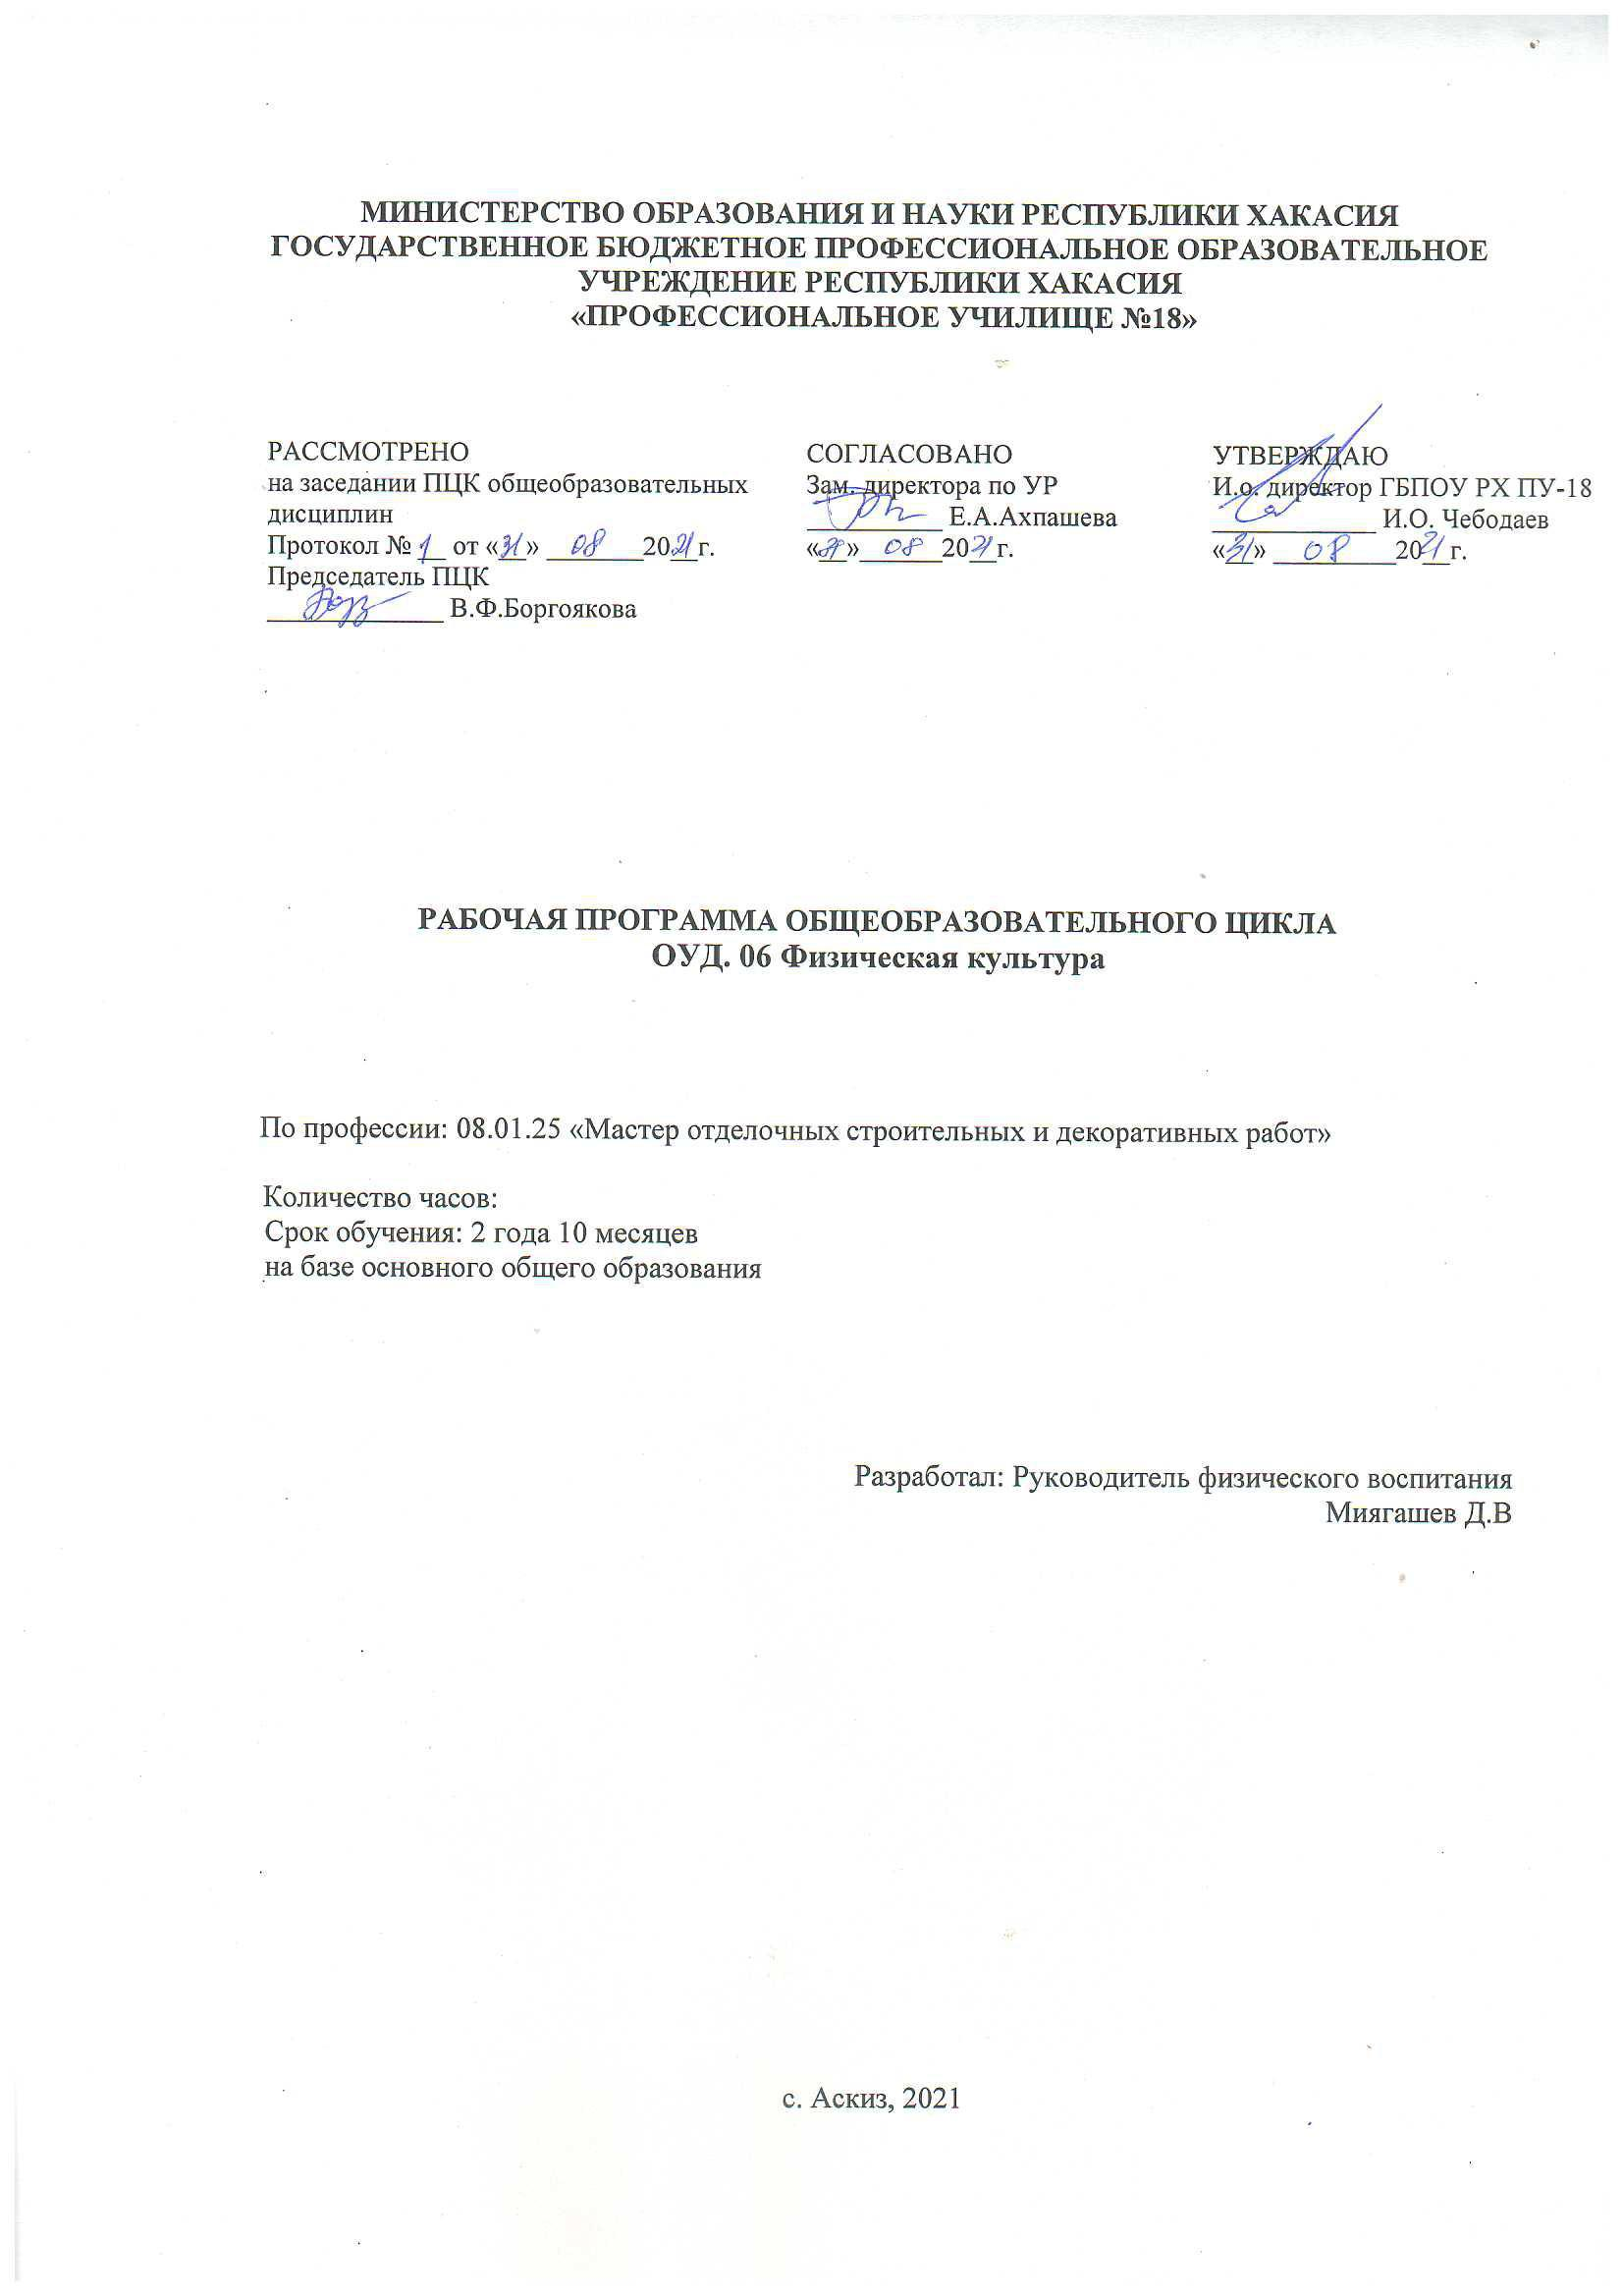 МИНИСТЕРСТВО ОБРАЗОВАНИЯ И НАУКИ РЕСПУБЛИКИ ХАКАСИЯ
ГОСУДАРСТВЕННОЕ БЮДЖЕТНОЕ ПРОФЕССИОНАЛЬНОЕ ОБРАЗОВАТЕЛЬНОЕ
УЧРЕЖДЕНИЕ РЕСПУБЛИКИ ХАКАСИЯ
«ПРОФЕССИОНАЛЬНОЕ УЧИЛИЩЕ №18»
РАССМОТРЕНО
на заседании ПЦК общеобразовательных
дисциплин
Протокол № 1 от «31» 08 2021 г.
Председатель ПЦК
В.Ф.Боргоякова
СОГЛАСОВАНО
Зам. директора по УР
Е.А.Ахпашева
« » 08 2021 г.
УТВЕРЖДАЮ
И.о. директор ГБПОУ РХ ПУ-18
И.О. Чебодаев
«31» 08 2021 г.
РАБОЧАЯ ПРОГРАММА ОБЩЕОБРАЗОВАТЕЛЬНОГО ЦИКЛА
ОУД. 06 Физическая культура
По профессии: 08.01.25 «Мастер отделочных строительных и декоративных работ»
Количество часов:
Срок обучения: 2 года 10 месяцев
на базе основного общего образования
Разработал: Руководитель физического воспитания
Миягашев Д.В
с. Аскиз, 2021